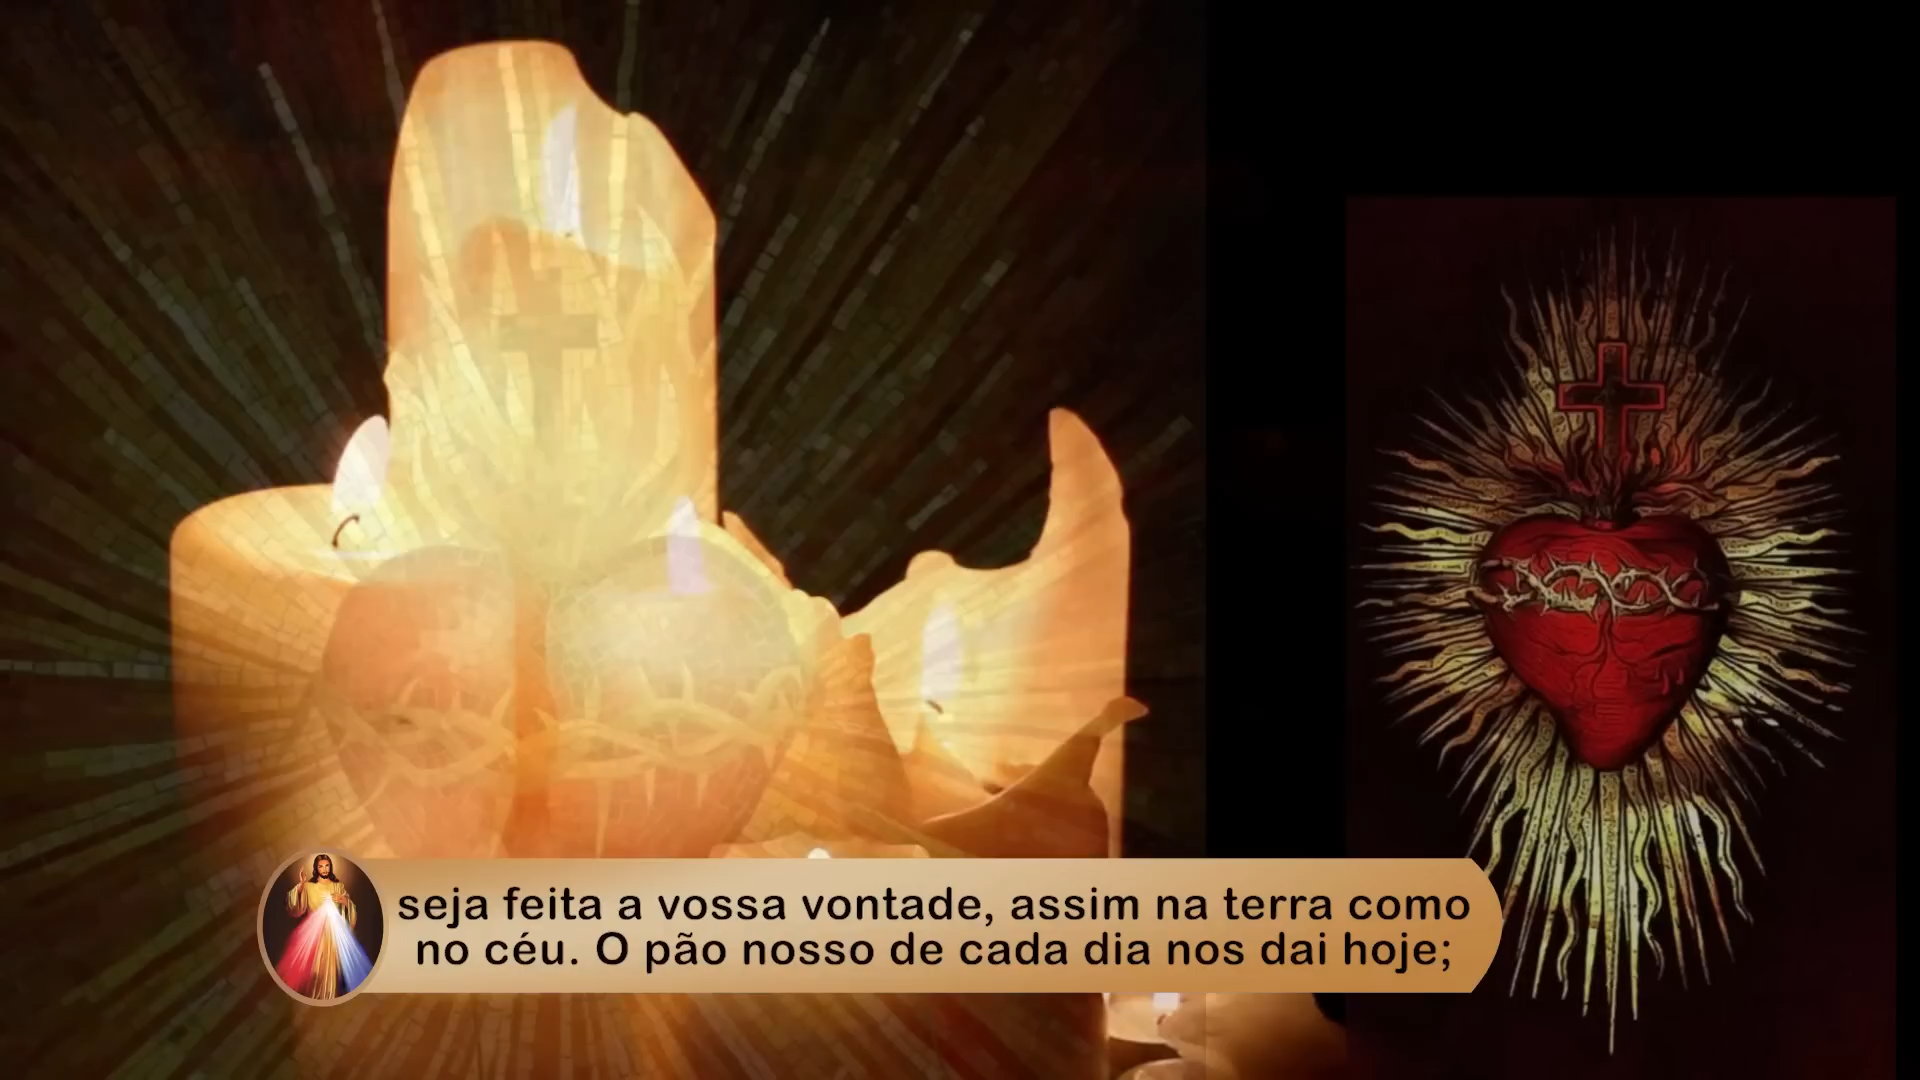 seja feita a vossa vontade, assim na terra como
no céu. O pão nosso de cada dia nos dai hoje;